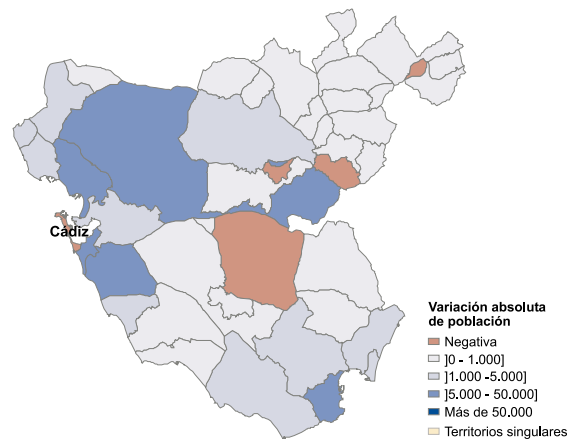 Cádiz
Variación absoluta
de población
Negativa
]0 - 1.000]
]1.000 -5.000]
]5.000 - 50.000]
Más de 50.000
Territorios singulares